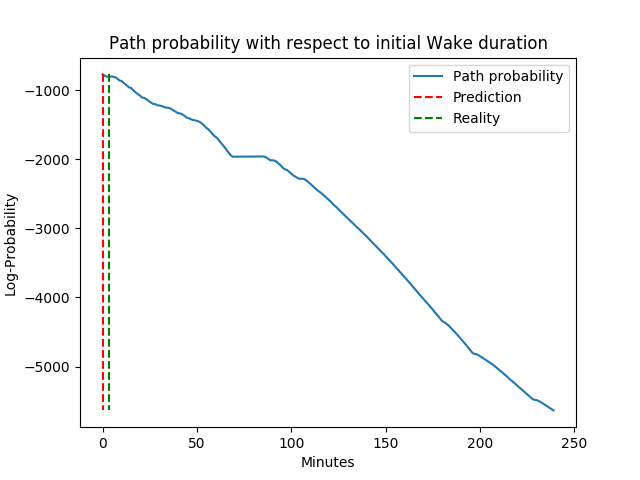 Path probability with respect to initial Wake duration
Path probability
Prediction
Reality
Log-Probability
−1000
−2000
−3000
−4000
−5000
0
50
100
150
200
250
Minutes